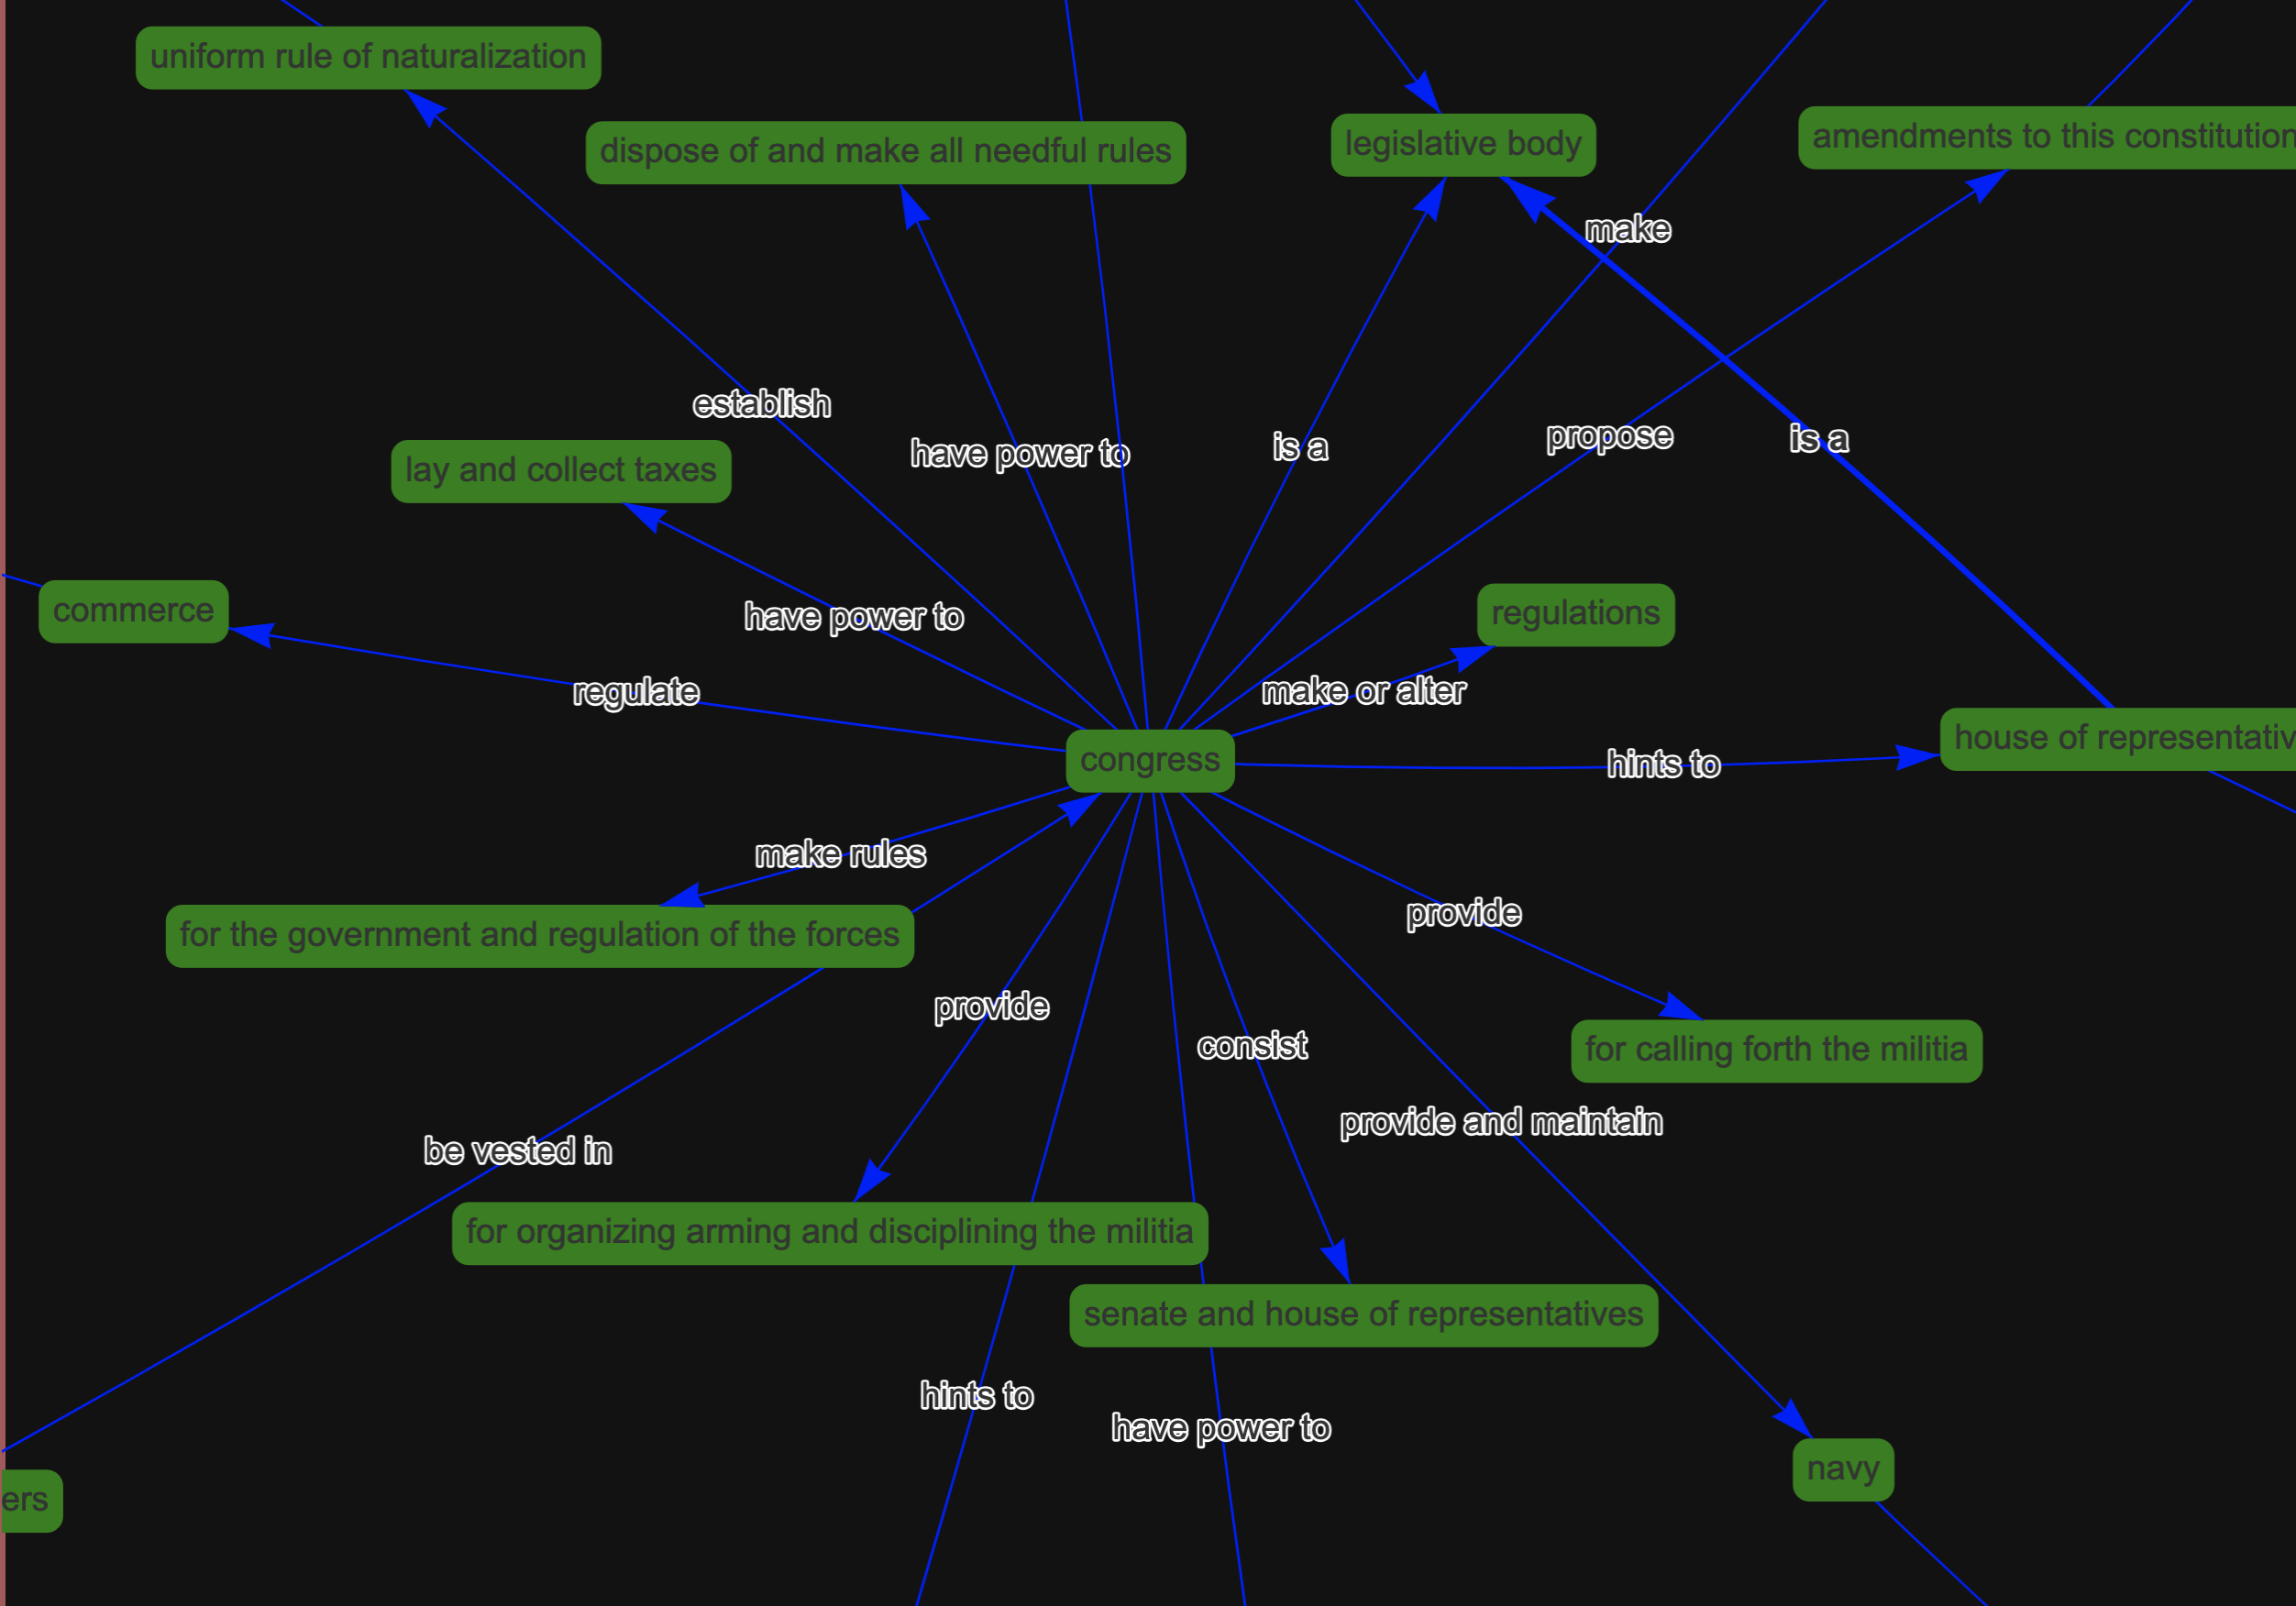 uniform rule of naturalization
dispose of and make all needful rules
legislative body
amendments to this constitution
make
establish
have power to
is a
propose
is a
lay and collect taxes
commerce
have power to
regulations
regulate
make or alter
congress
house of representativ
hints to
make rules
for the government and regulation of the forces
provide
provide
consist
for calling forth the militia
be vested in
provide and maintain
for organizing arming and disciplining the militia
senate and house of representatives
hints to
have power to
navy
ers